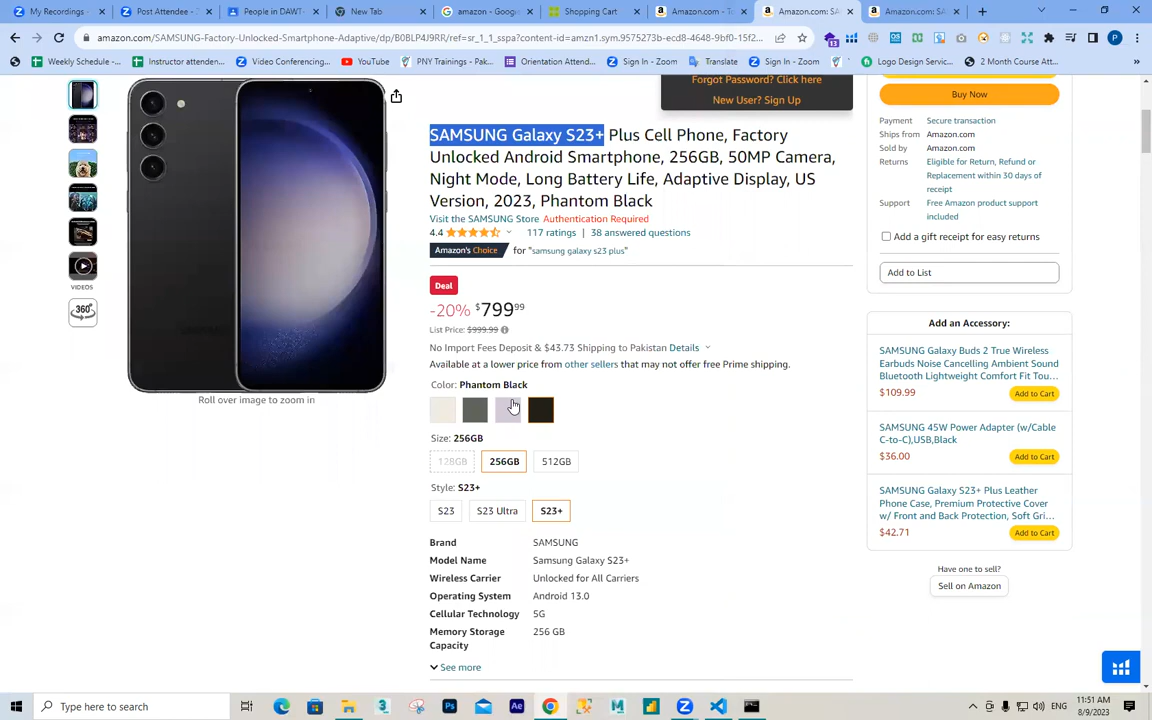 My Recordings -
Post Attendee - Z
People in DAWT-
New Tab
amazon - Google
Shopping Cart
Amazon.com - T
Amazon.com: SA
Amazon.com: SA
amazon.com/SAMSUNG-Factory-Unlocked-Smartphone-Adaptive/dp/B0BLP4J9RR/ref=sr_1_1_sspa?content-id=amzn1.sym.9575273b-ecd8-4648-9bf0-15f2...
13
P
Weekly Schedule -...
Instructor attenden...
Video Conferencing...
YouTube
PNY Trainings - Pak...
Orientation Attend...
Sign In - Zoom
Translate
Sign In - Zoom
Logo Design Servic...
2 Month Course Att...
»
Forgot Password? Click here
New User? Sign Up
SAMSUNG Galaxy S23+ Plus Cell Phone, Factory
Unlocked Android Smartphone, 256GB, 50MP Camera,
Night Mode, Long Battery Life, Adaptive Display, US
Version, 2023, Phantom Black
Visit the SAMSUNG Store Authentication Required
4.4 117 ratings | 38 answered questions
Amazon's Choice for "samsung galaxy s23 plus"
VIDEOS
360°
Roll over image to zoom in
Deal
-20% $799 99
List Price: $999.99
No Import Fees Deposit & $43.73 Shipping to Pakistan Details
Available at a lower price from other sellers that may not offer free Prime shipping.
Color: Phantom Black
Size: 256GB
128GB 256GB 512GB
Style: S23+
S23 S23 Ultra S23+
Brand SAMSUNG
Model Name Samsung Galaxy S23+
Wireless Carrier Unlocked for All Carriers
Operating System Android 13.0
Cellular Technology 5G
Memory Storage 256 GB
Capacity
See more
Buy Now
Payment Secure transaction
Ships from Amazon.com
Sold by Amazon.com
Returns Eligible for Return, Refund or
Replacement within 30 days of
receipt
Support Free Amazon product support
included
Add a gift receipt for easy returns
Add to List
Add an Accessory:
SAMSUNG Galaxy Buds 2 True Wireless
Earbuds Noise Cancelling Ambient Sound
Bluetooth Lightweight Comfort Fit Tou...
$109.99 Add to Cart
SAMSUNG 45W Power Adapter (w/Cable
C-to-C),USB,Black
$36.00 Add to Cart
SAMSUNG Galaxy S23+ Plus Leather
Phone Case, Premium Protective Cover
w/ Front and Back Protection, Soft Gri...
$42.71 Add to Cart
Have one to sell?
Sell on Amazon
Type here to search
ENG
11:51 AM
8/9/2023